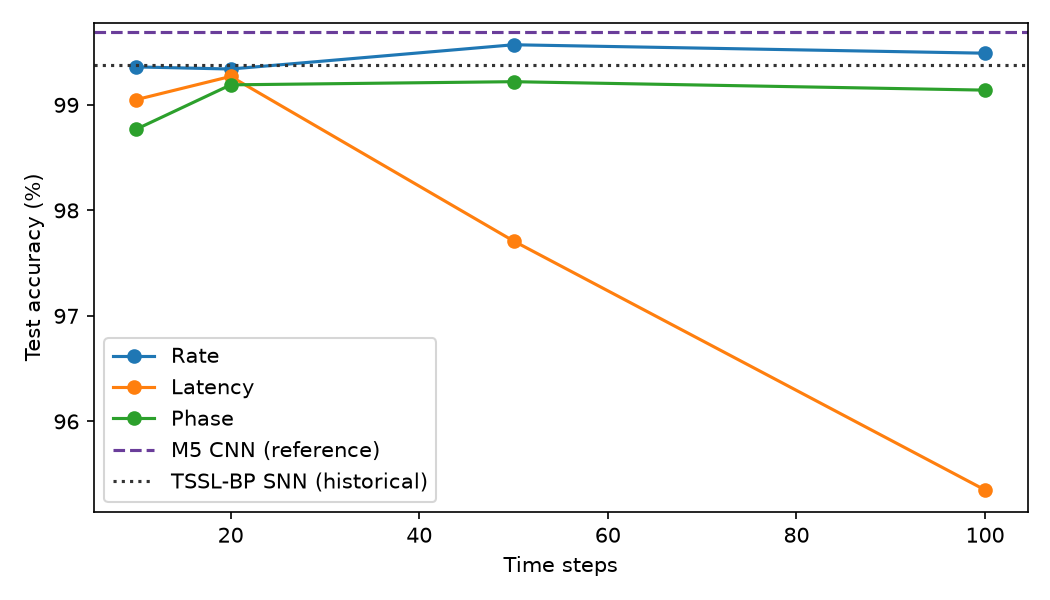 Test accuracy (%)
99
98
97
96
Rate
Latency
Phase
M5 CNN (reference)
TSSL-BP SNN (historical)
20
40
60
80
100
Time steps